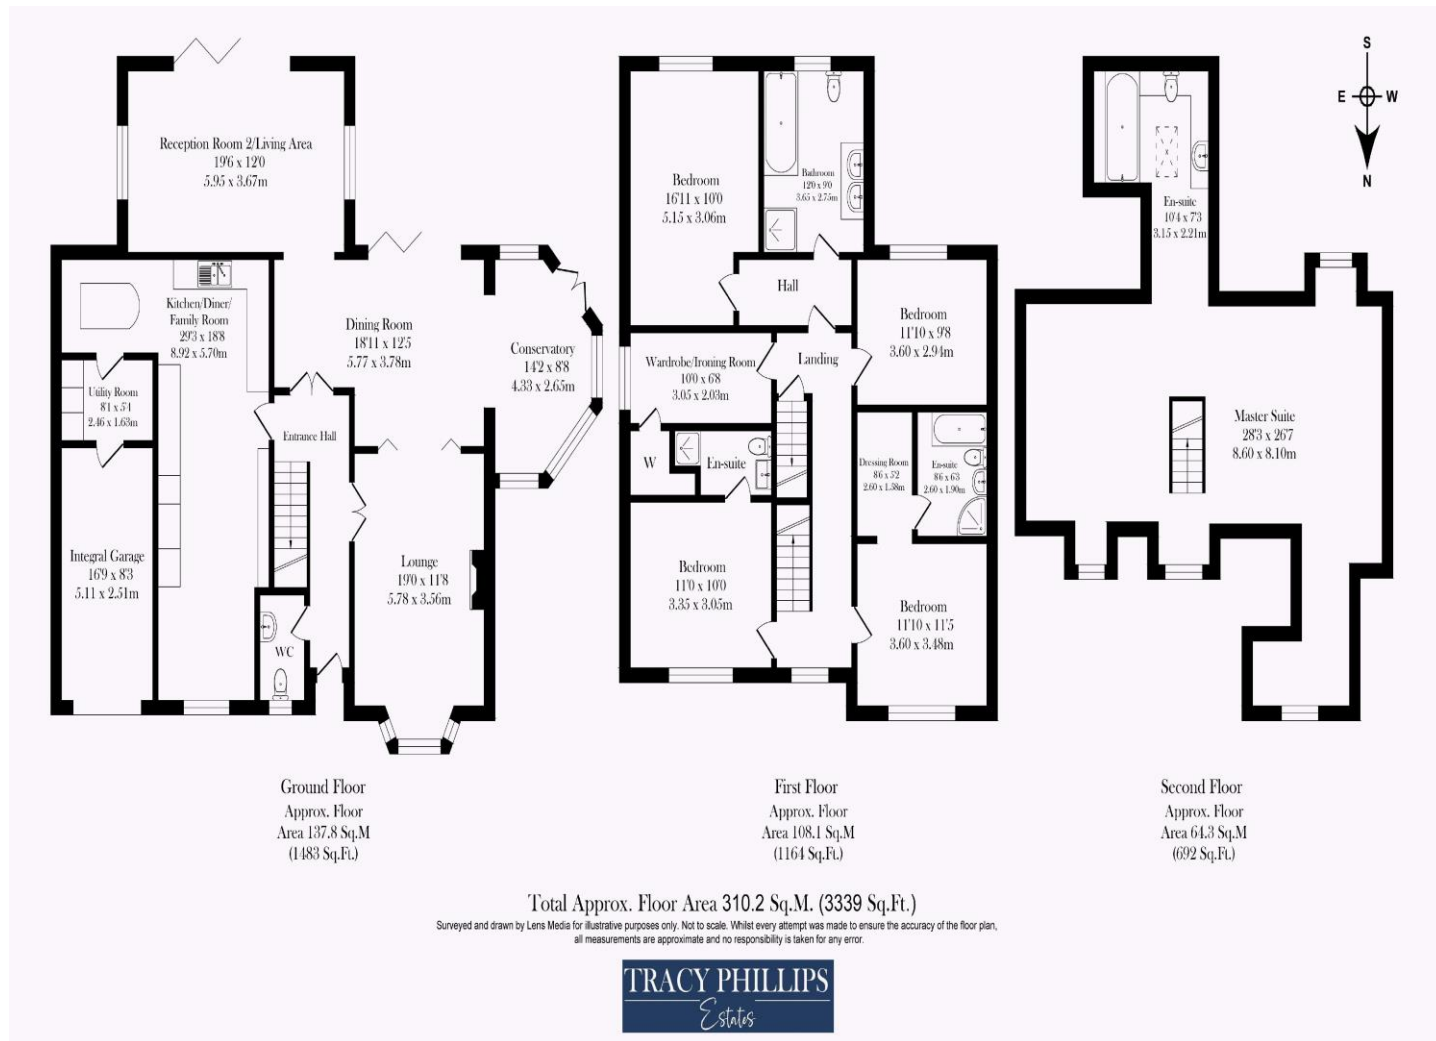 Reception Room 2/Living Area
19'6 x 12'0
5.95 x 3.67m
Kitchen/Diner/
Family Room
29'3 x 18'8
8.92 x 5.70m
Dining Room
18'11 x 12'5
5.77 x 3.78m
Conservatory
14'2 x 8'8
4.33 x 2.65m
Utility Room
8'1 x 5'4
2.46 x 1.63m
Entrance Hall
Integral Garage
16'9 x 8'3
5.11 x 2.51m
Lounge
19'0 x 11'8
5.78 x 3.56m
WC
Ground Floor
Approx. Floor
Area 137.8 Sq.M
(1483 Sq.Ft.)
Bedroom
16'11 x 10'0
5.15 x 3.06m
Bathroom
12'0 x 9'0
3.65 x 2.75m
Hall
Bedroom
11'10 x 9'8
3.60 x 2.94m
Wardrobe/Ironing Room
10'0 x 6'8
3.05 x 2.03m
Landing
W
En-suite
Dressing Room
8'6 x 5'2
2.60 x 1.58m
En-suite
8'6 x 6'3
2.60 x 1.90m
Bedroom
11'0 x 10'0
3.35 x 3.05m
Bedroom
11'10 x 11'5
3.60 x 3.48m
First Floor
Approx. Floor
Area 108.1 Sq.M
(1164 Sq.Ft.)
S
E W
N
En-suite
10'4 x 7'3
3.15 x 2.21m
Master Suite
28'3 x 26'7
8.60 x 8.10m
Second Floor
Approx. Floor
Area 64.3 Sq.M
(692 Sq.Ft.)
Total Approx. Floor Area 310.2 Sq.M. (3339 Sq.Ft.)
Surveyed and drawn by Lens Media for illustrative purposes only. Not to scale. Whilst every attempt was made to ensure the accuracy of the floor plan,
all measurements are approximate and no responsibility is taken for any error.
TRACY PHILLIPS
Estates